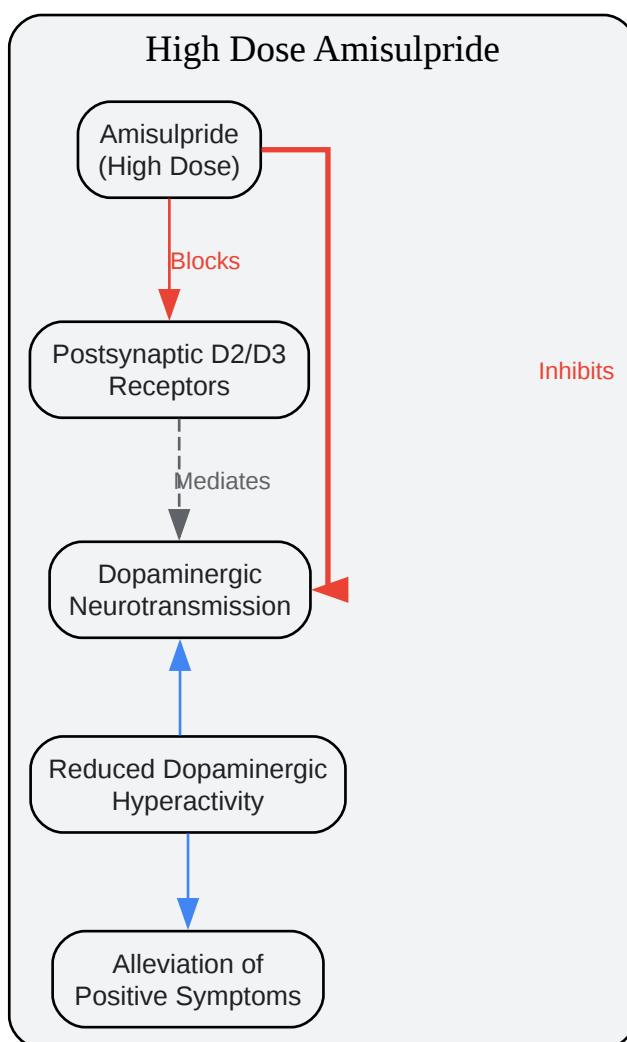 High Dose Amisulpride
Amisulpride
(High Dose)
Blocks
Postsynaptic D2/D3
Receptors
Inhibits
Mediates
Dopaminergic
Neurotransmission
Reduced Dopaminergic
Hyperactivity
Alleviation of
Positive Symptoms